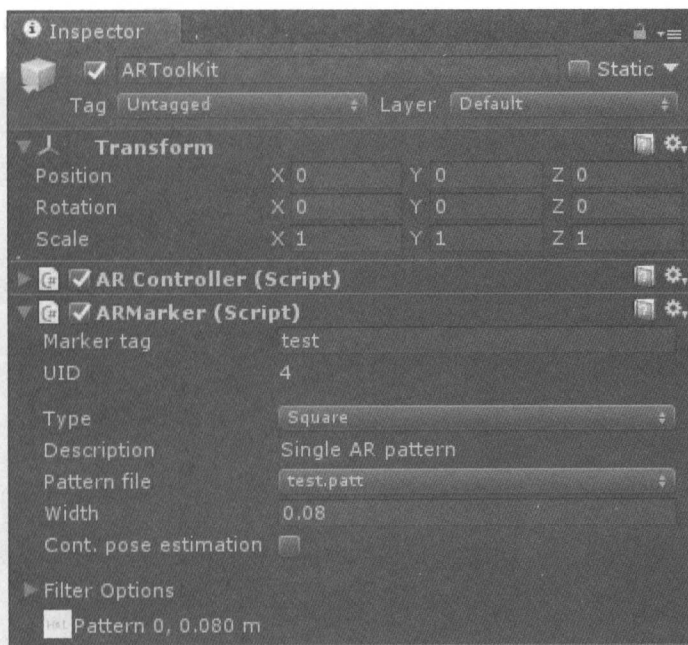 Inspector
ARToolKit Static
Tag Untagged Layer Default
Transform
Position X 0 Y 0 Z 0
Rotation X 0 Y 0 Z 0
Scale X 1 Y 1 Z 1
AR Controller (Script)
ARMarker (Script)
Marker tag test
UID 4
Type Square
Description Single AR pattern
Pattern file test.patt
Width 0.08
Cont. pose estimation
Filter Options
Pattern 0, 0.080 m